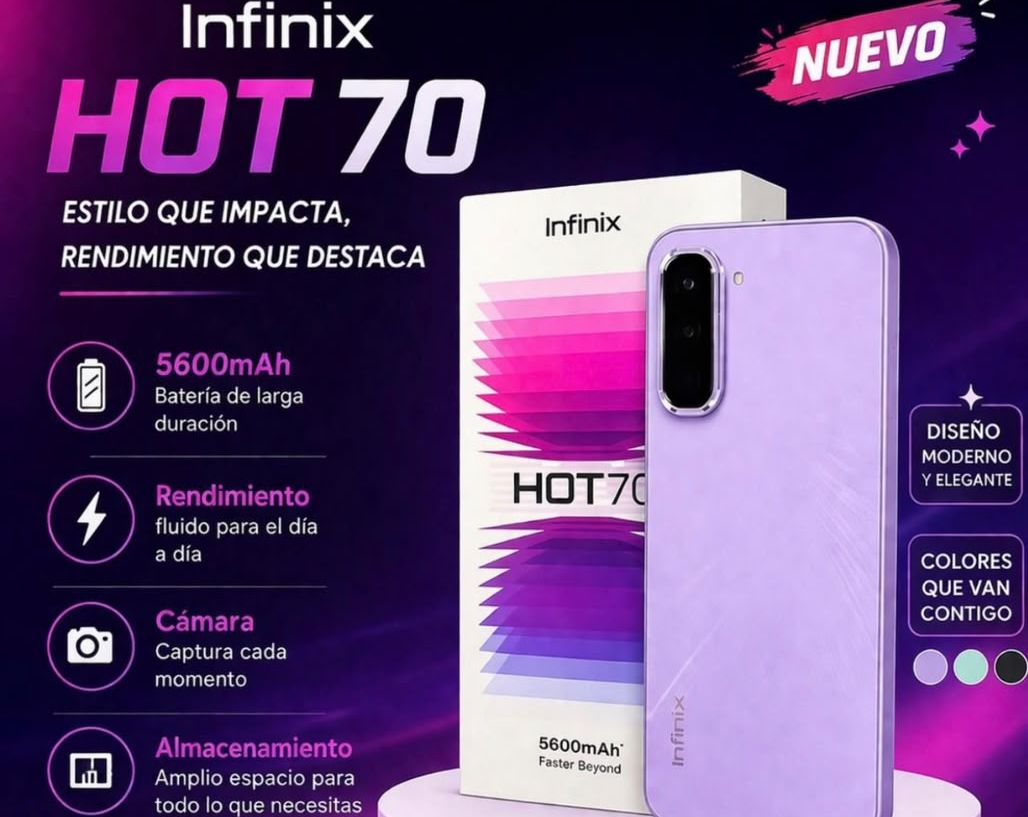 Infinix
NUEVO
HOT 70
ESTILO QUE IMPACTA,
RENDIMIENTO QUE DESTACA
5600mAh
Batería de larga
duración
Rendimiento
fluido para el día
a día
Cámara
Captura cada
momento
Almacenamiento
Amplio espacio para
todo lo que necesitas
Infinix
HOT70
5600mAh*
Faster Beyond
Infinix
DISEÑO
MODERNO
Y ELEGANTE
COLORES
QUE VAN
CONTIGO